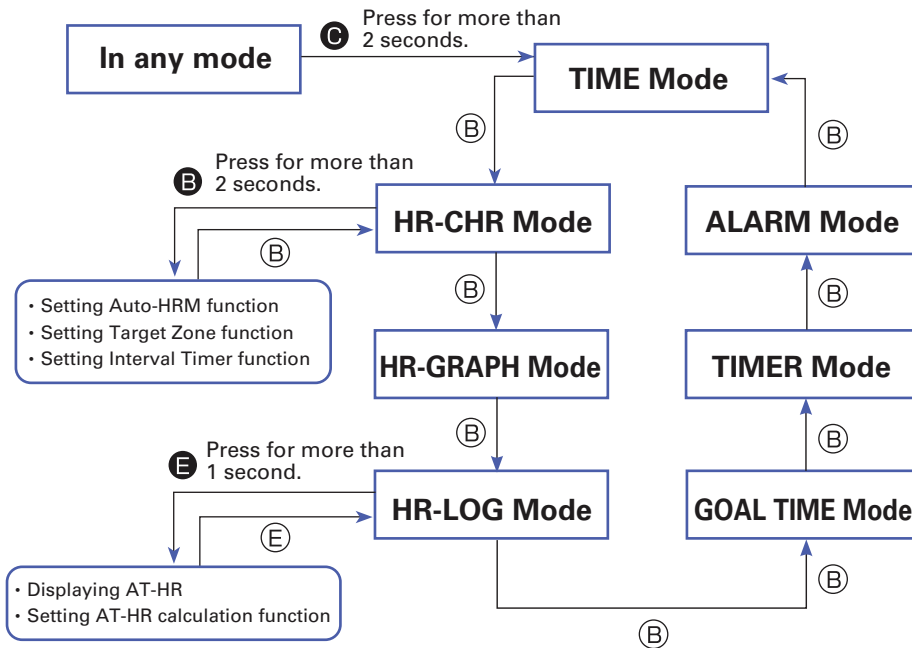 Press for more than
2 seconds.
C
In any mode
TIME Mode
B
B
Press for more than
2 seconds.
B
HR-CHR Mode
ALARM Mode
B
B
B
• Setting Auto-HRM function
• Setting Target Zone function
• Setting Interval Timer function
HR-GRAPH Mode
TIMER Mode
B
B
Press for more than
1 second.
E
HR-LOG Mode
GOAL TIME Mode
E
• Displaying AT-HR
• Setting AT-HR calculation function
B
B